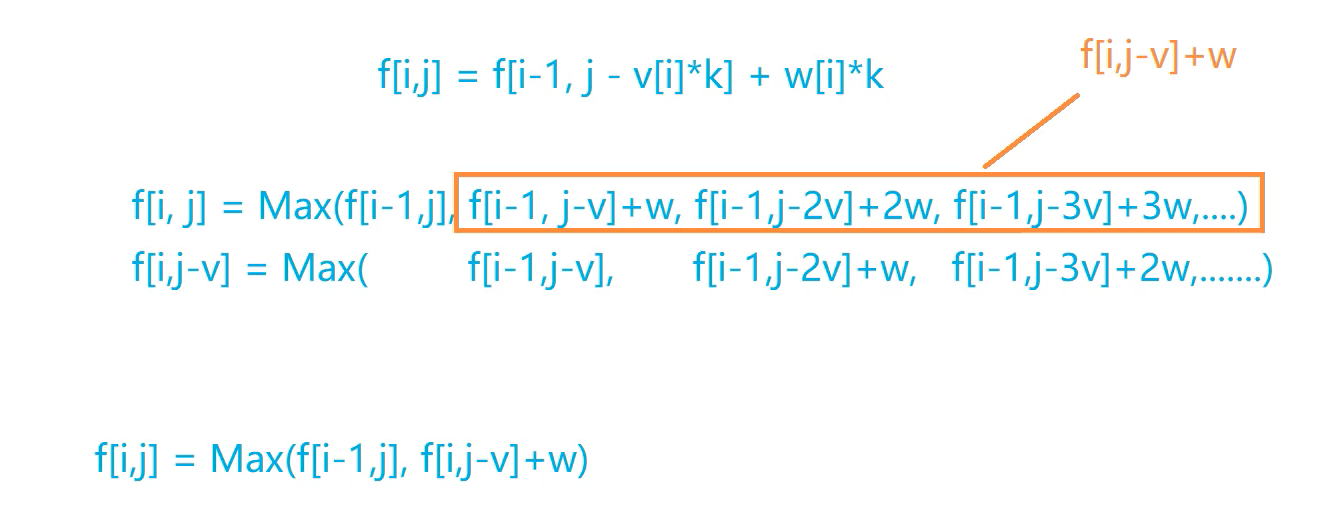 f[i,j-v]+w
f[i,j] = f[i-1, j - v[i]*k] + w[i]*k
f[i, j] = Max(f[i-1,j], f[i-1, j-v]+w, f[i-1,j-2v]+2w, f[i-1,j-3v]+3w,....)
f[i,j-v] = Max( f[i-1,j-v], f[i-1,j-2v]+w, f[i-1,j-3v]+2w,.......)
f[i,j] = Max(f[i-1,j], f[i,j-v]+w)